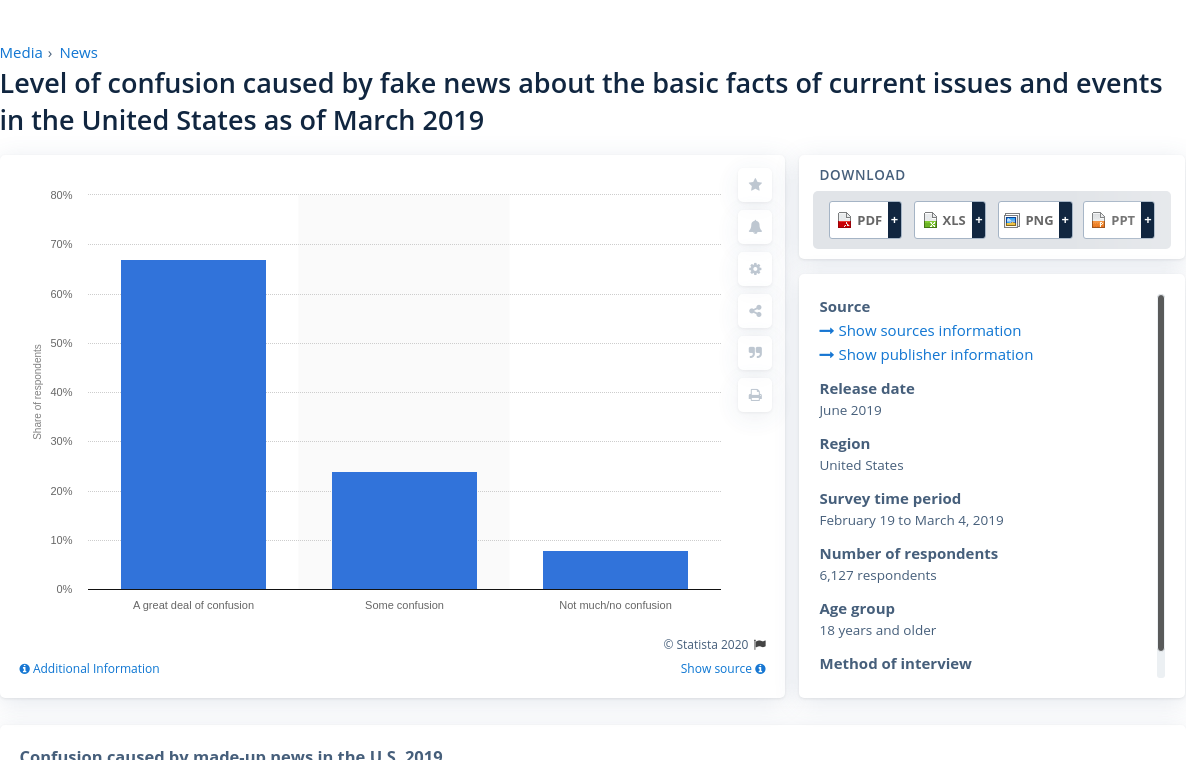 Media › News
Level of confusion caused by fake news about the basic facts of current issues and events
in the United States as of March 2019
80%
70%
60%
50%
40%
30%
20%
10%
0%
Share of respondents
A great deal of confusion
Some confusion
Not much/no confusion
© Statista 2020
Additional Information
Show source
DOWNLOAD
PDF +
XLS +
PNG +
PPT +
Source
Show sources information
Show publisher information
Release date
June 2019
Region
United States
Survey time period
February 19 to March 4, 2019
Number of respondents
6,127 respondents
Age group
18 years and older
Method of interview
Confusion caused by made-up news in the U.S. 2019